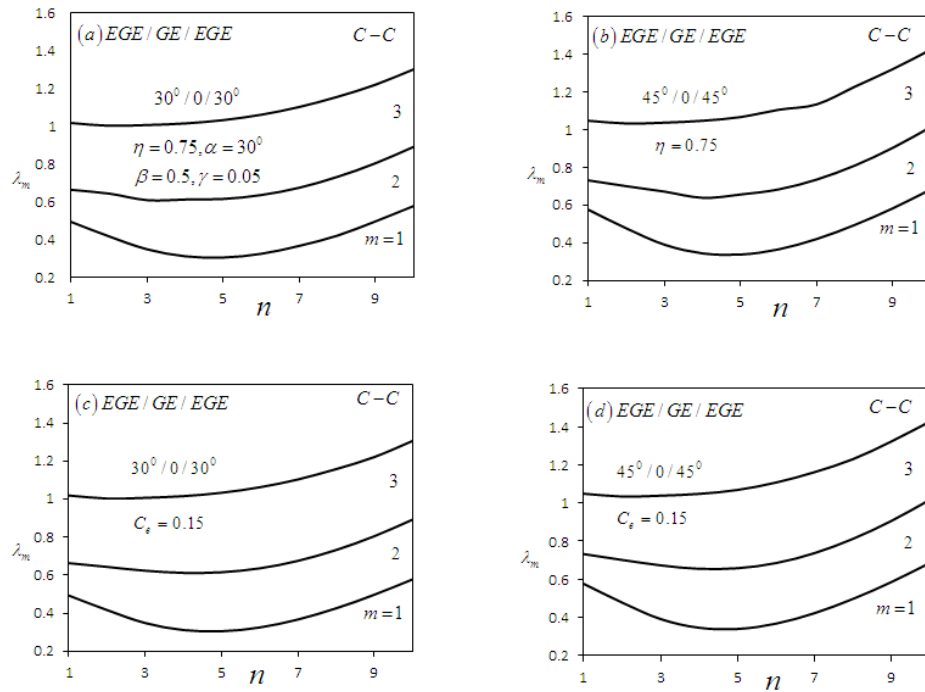 (a) EGE / GE / EGE C – C
30⁰ / 0 / 30⁰
η = 0.75, α = 30⁰
β = 0.5, γ = 0.05
3
2
m = 1
λₘ
1.6
1.4
1.2
1
0.8
0.6
0.4
0.2
1 3 5 7 9
n
(b) EGE / GE / EGE C – C
45⁰ / 0 / 45⁰
η = 0.75
3
2
m = 1
λₘ
1.6
1.4
1.2
1
0.8
0.6
0.4
0.2
1 3 5 7 9
n
(c) EGE / GE / EGE C – C
30⁰ / 0 / 30⁰
Cₑ = 0.15
3
2
m = 1
λₘ
1.6
1.4
1.2
1
0.8
0.6
0.4
0.2
1 3 5 7 9
n
(d) EGE / GE / EGE C – C
45⁰ / 0 / 45⁰
Cₑ = 0.15
3
2
m = 1
λₘ
1.6
1.4
1.2
1
0.8
0.6
0.4
0.2
1 3 5 7 9
n